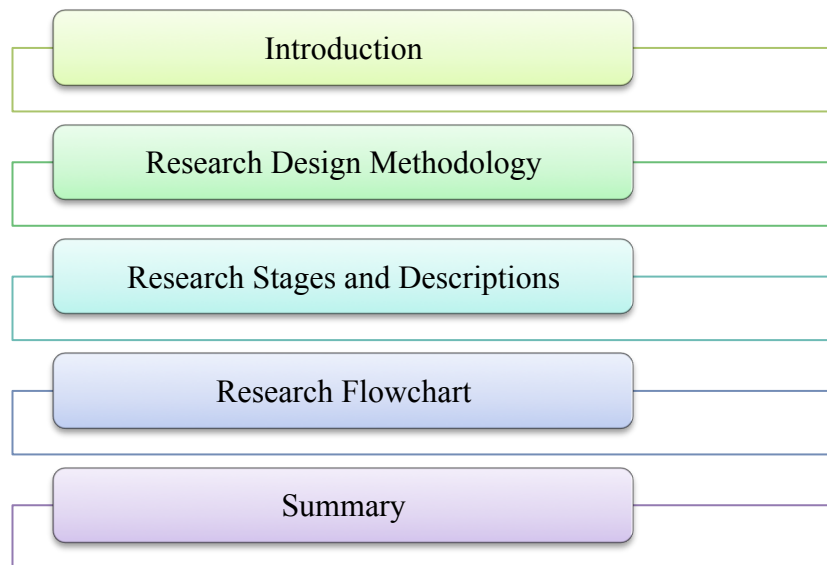 Introduction
Research Design Methodology
Research Stages and Descriptions
Research Flowchart
Summary